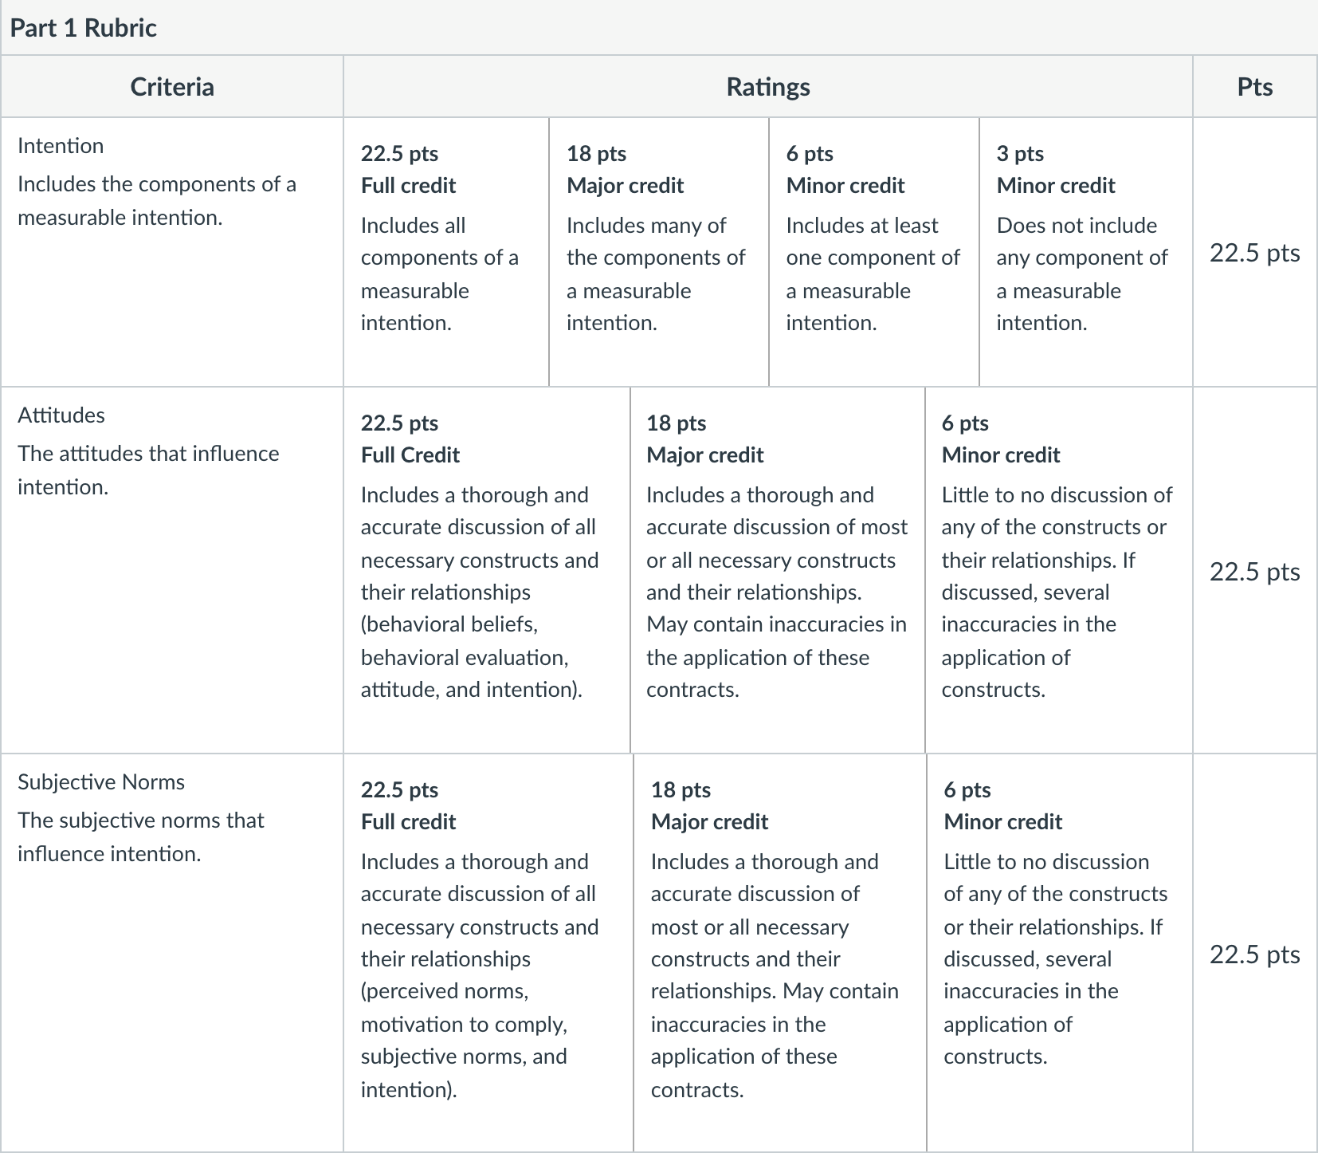 Part 1 Rubric
Criteria
Ratings
Pts
Intention
Includes the components of a
measurable intention.
22.5 pts
Full credit
Includes all
components of a
measurable
intention.
18 pts
Major credit
Includes many of
the components of
a measurable
intention.
6 pts
Minor credit
Includes at least
one component of
a measurable
intention.
3 pts
Minor credit
Does not include
any component of
a measurable
intention.
22.5 pts
Attitudes
The attitudes that influence
intention.
22.5 pts
Full Credit
Includes a thorough and
accurate discussion of all
necessary constructs and
their relationships
(behavioral beliefs,
behavioral evaluation,
attitude, and intention).
18 pts
Major credit
Includes a thorough and
accurate discussion of most
or all necessary constructs
and their relationships.
May contain inaccuracies in
the application of these
contracts.
6 pts
Minor credit
Little to no discussion of
any of the constructs or
their relationships. If
discussed, several
inaccuracies in the
application of
constructs.
22.5 pts
Subjective Norms
The subjective norms that
influence intention.
22.5 pts
Full credit
Includes a thorough and
accurate discussion of all
necessary constructs and
their relationships
(perceived norms,
motivation to comply,
subjective norms, and
intention).
18 pts
Major credit
Includes a thorough and
accurate discussion of
most or all necessary
constructs and their
relationships. May contain
inaccuracies in the
application of these
contracts.
6 pts
Minor credit
Little to no discussion
of any of the constructs
or their relationships. If
discussed, several
inaccuracies in the
application of
constructs.
22.5 pts